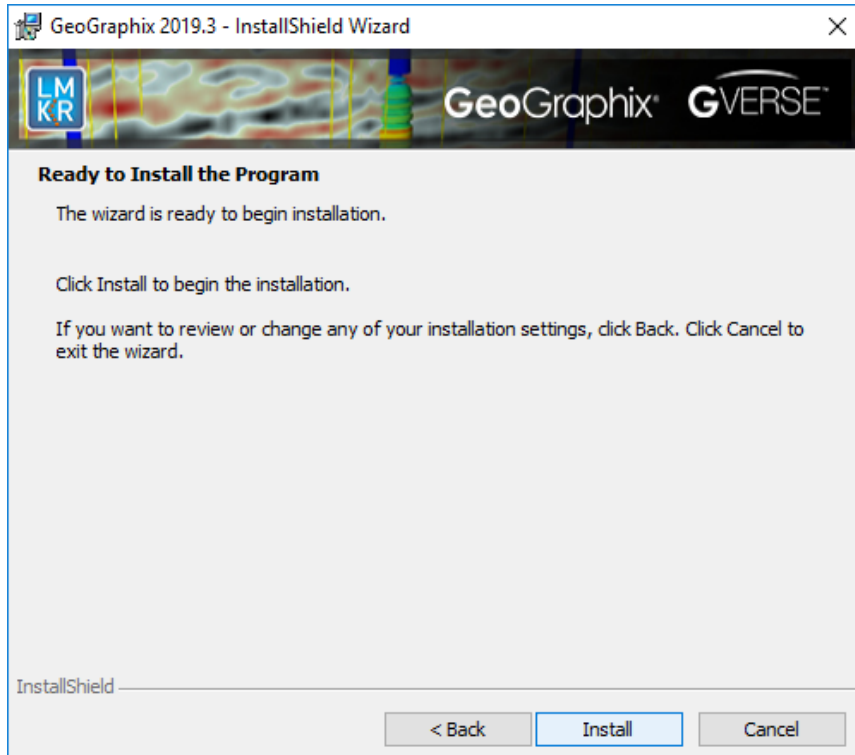 GeoGraphix 2019.3 - InstallShield Wizard
LM
KR
GeoGraphix® GVERSE™
Ready to Install the Program
The wizard is ready to begin installation.
Click Install to begin the installation.
If you want to review or change any of your installation settings, click Back. Click Cancel to
exit the wizard.
InstallShield
< Back Install Cancel